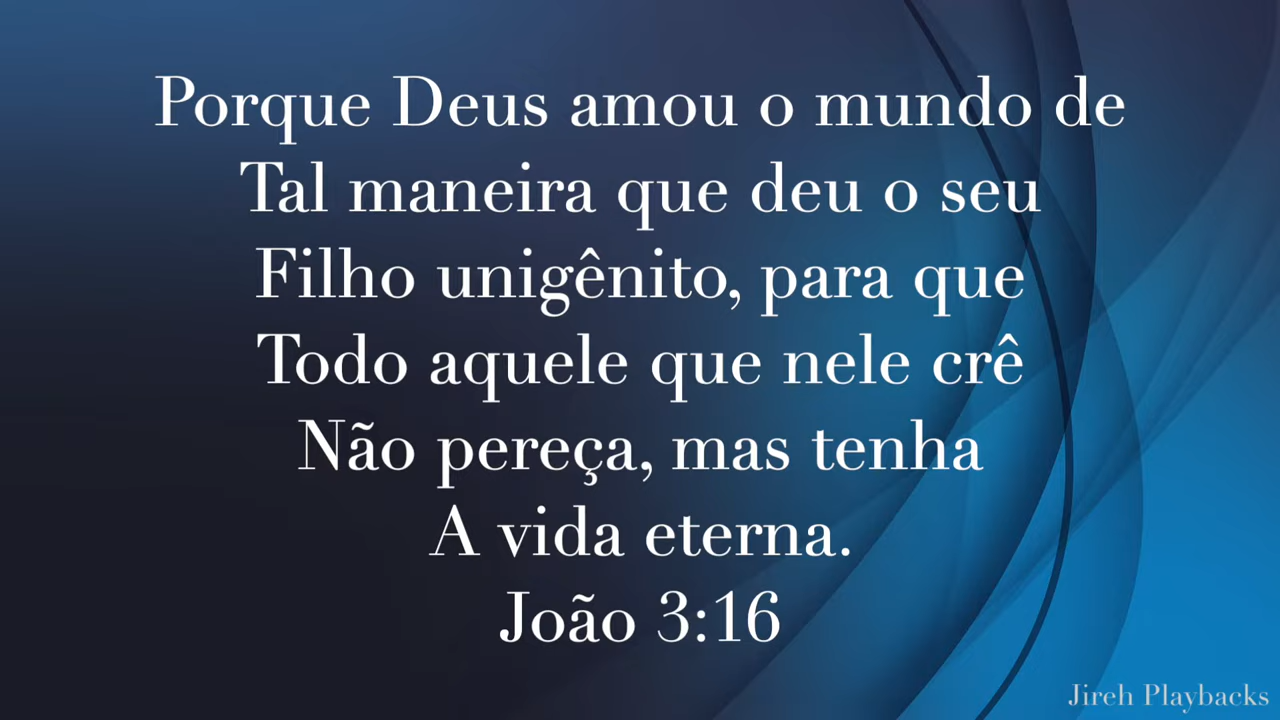 Porque Deus amou o mundo de
Tal maneira que deu o seu
Filho unigênito, para que
Todo aquele que nele crê
Não pereça, mas tenha
A vida eterna.
João 3:16
Jireh Playbacks